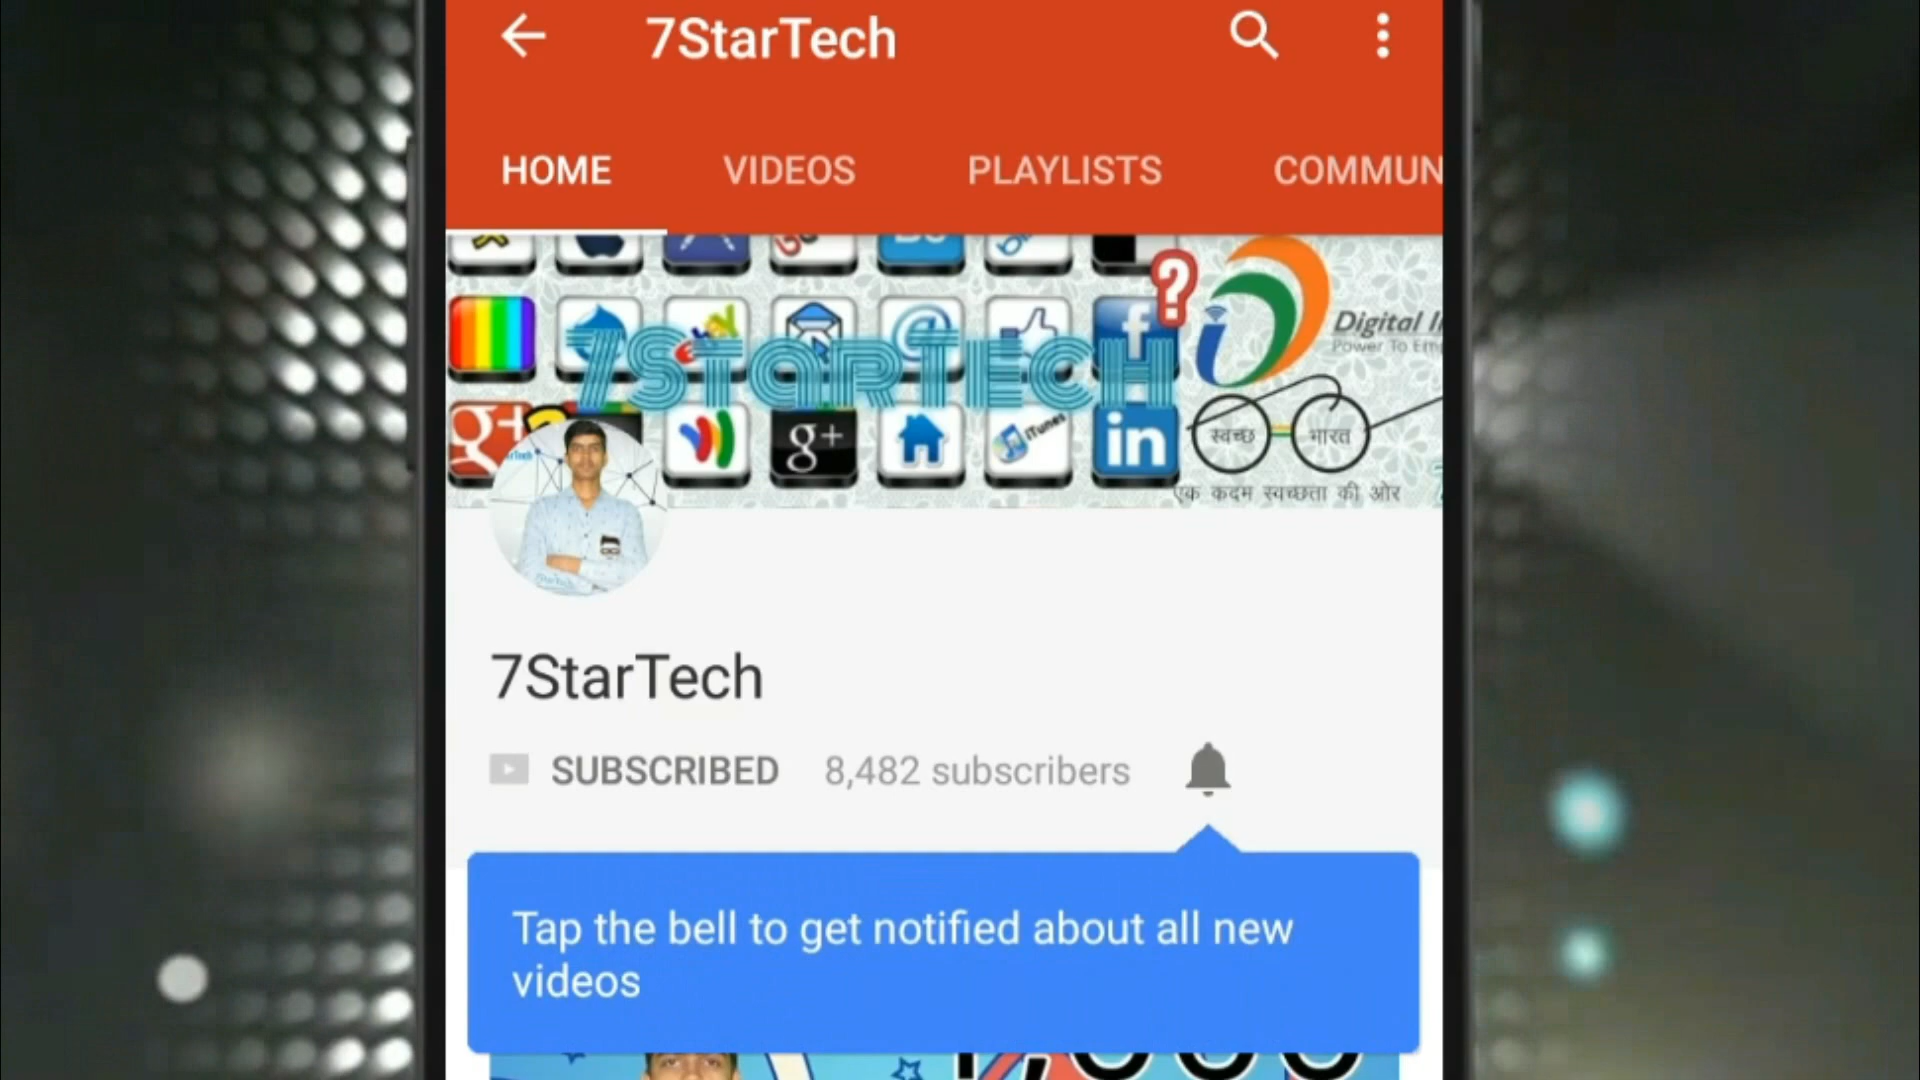 7StarTech
HOME VIDEOS PLAYLISTS COMMUN
7STARTECH
?
Digital I
Power To Em
f
@
g+
g+
iTunes
in
स्वच्छ भारत
एक कदम स्वच्छता की ओर
7StarTech
SUBSCRIBED 8,482 subscribers
Tap the bell to get notified about all new
videos